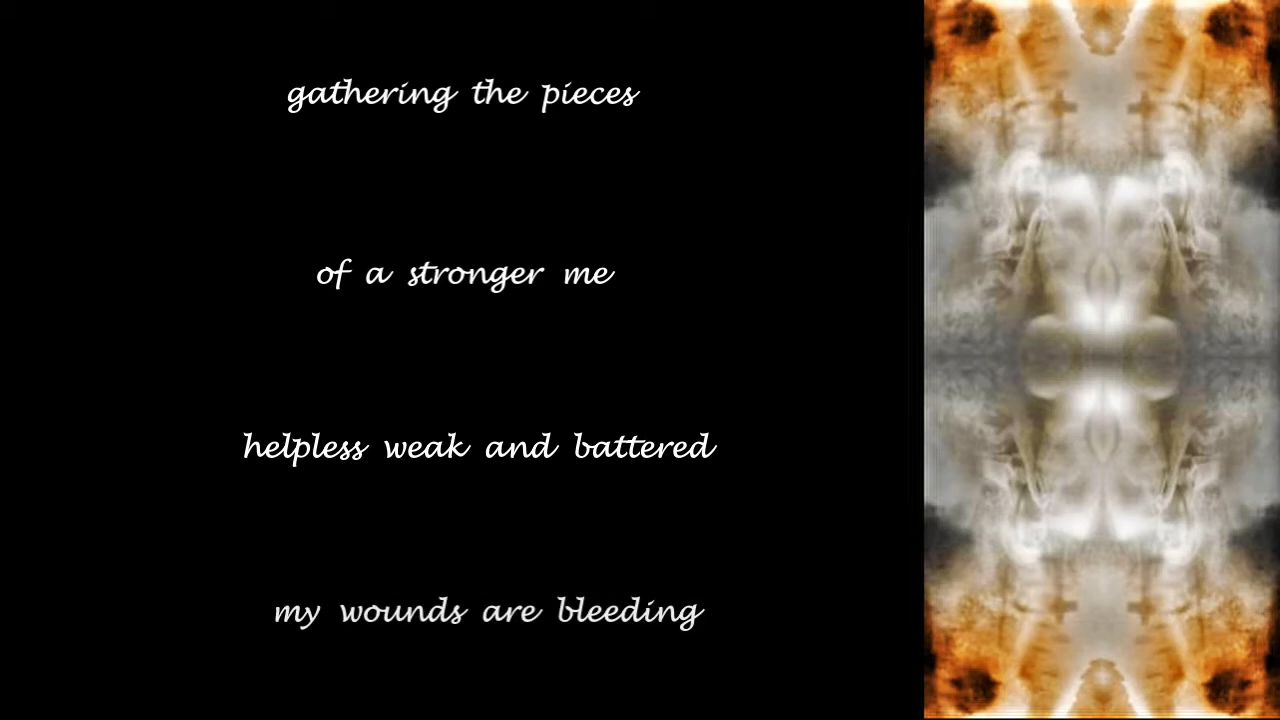 gathering the pieces
of a stronger me
helpless weak and battered
my wounds are bleeding